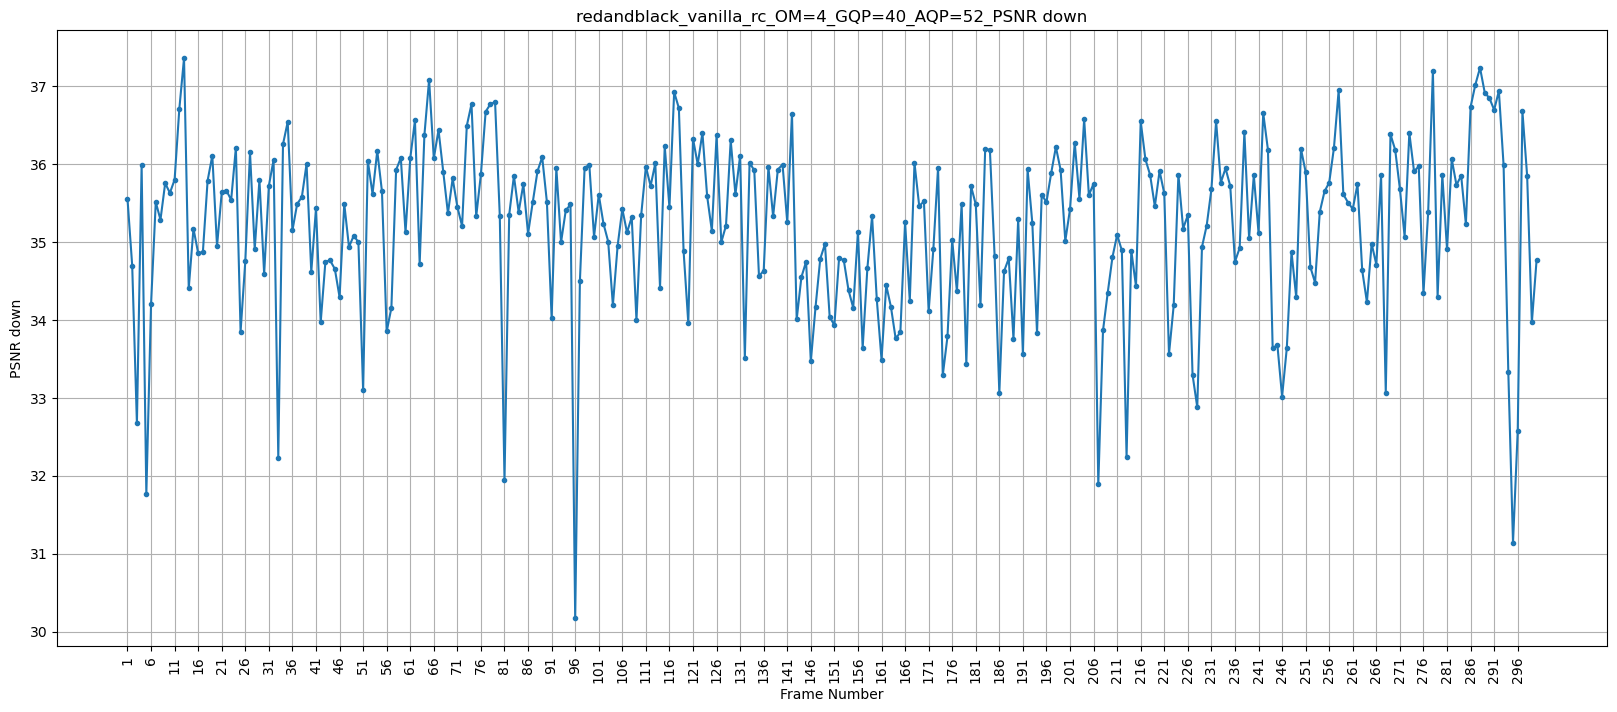 redandblack_vanilla_rc_OM=4_GQP=40_AQP=52_PSNR down
PSNR down
37
36
35
34
33
32
31
30
1 6 11 16 21 26 31 36 41 46 51 56 61 66 71 76 81 86 91 96 101 106 111 116 121 126 131 136 141 146 151 156 161 166 171 176 181 186 191 196 201 206 211 216 221 226 231 236 241 246 251 256 261 266 271 276 281 286 291 296
Frame Number